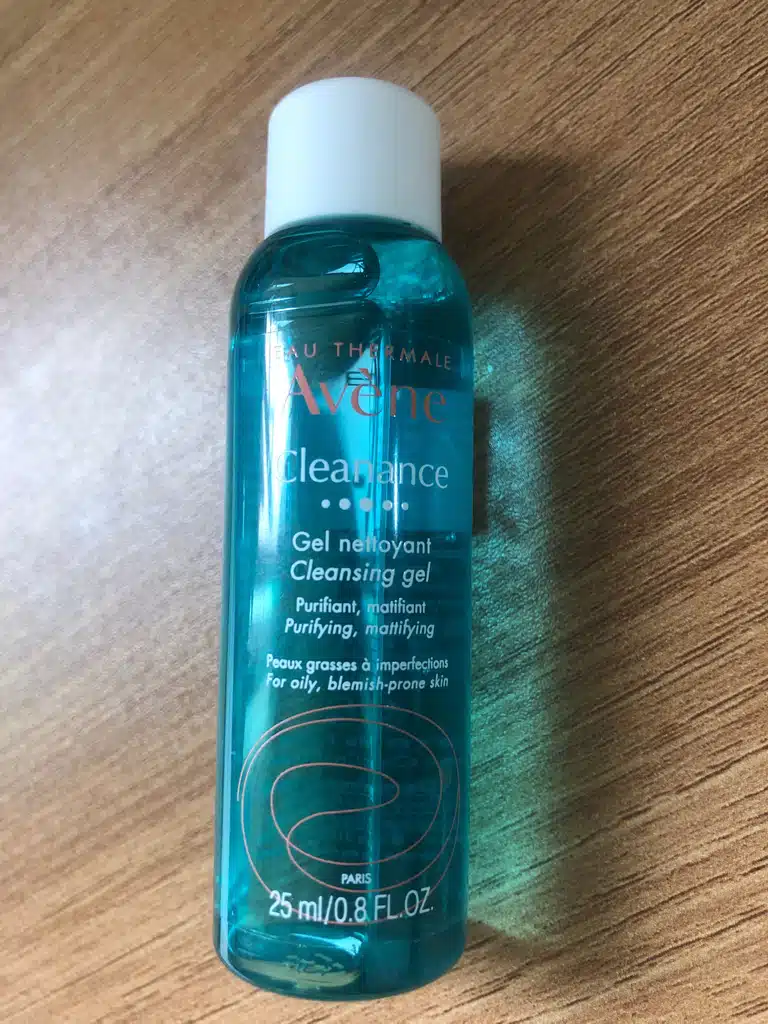 EAU THERMALE
Avène
Cleanance
Gel nettoyant
Cleansing gel
Purifiant, matifiant
Purifying, mattifying
Peaux grasses à imperfections
For oily, blemish-prone skin
PARIS
25 ml/0.8 FL.OZ.